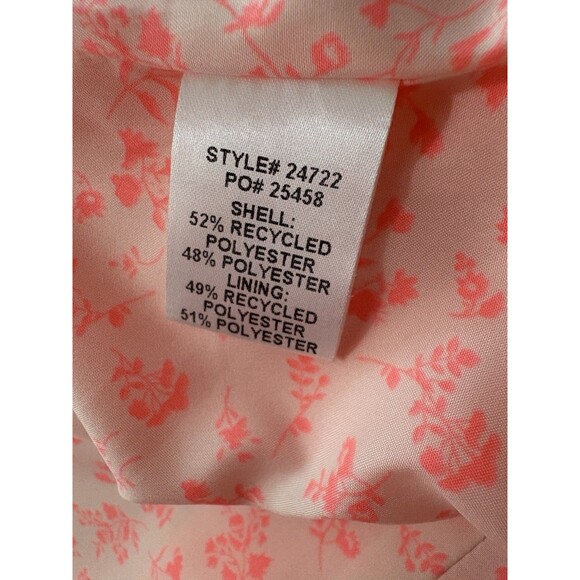 STYLE# 24722
PO# 25458
SHELL:
52% RECYCLED
POLYESTER
48% POLYESTER
LINING:
49% RECYCLED
POLYESTER
51% POLYESTER